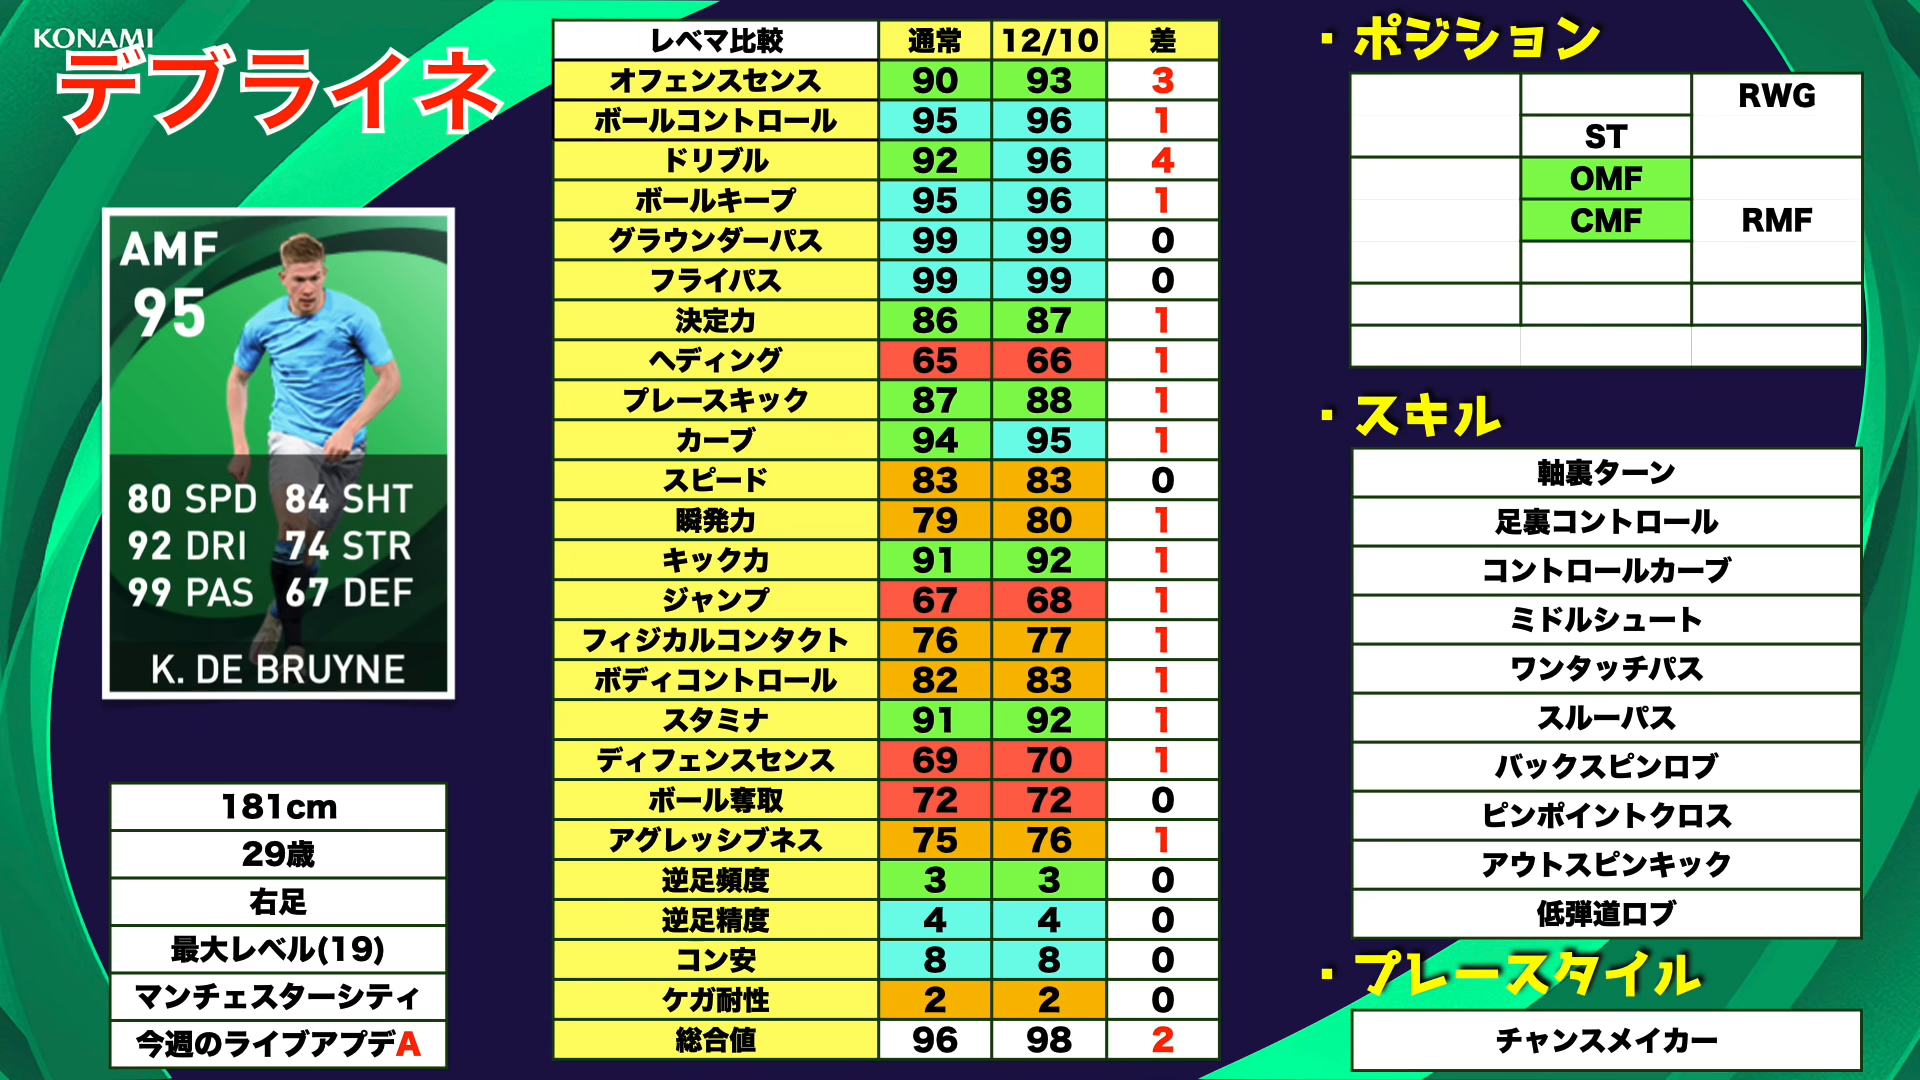 KONAMI
デブライネ
AMF
95
80 SPD 84 SHT
92 DRI 74 STR
99 PAS 67 DEF
K. DE BRUYNE
181cm
29歳
右足
最大レベル(19)
マンチェスターシティ
今週のライブアプデA
レベマ比較 通常 12/10 差
オフェンスセンス 90 93 3
ボールコントロール 95 96 1
ドリブル 92 96 4
ボールキープ 95 96 1
グラウンダーパス 99 99 0
フライパス 99 99 0
決定力 86 87 1
ヘディング 65 66 1
プレースキック 87 88 1
カーブ 94 95 1
スピード 83 83 0
瞬発力 79 80 1
キック力 91 92 1
ジャンプ 67 68 1
フィジカルコンタクト 76 77 1
ボディコントロール 82 83 1
スタミナ 91 92 1
ディフェンスセンス 69 70 1
ボール奪取 72 72 0
アグレッシブネス 75 76 1
逆足頻度 3 3 0
逆足精度 4 4 0
コン安 8 8 0
ケガ耐性 2 2 0
総合値 96 98 2
・ポジション
RWG
ST
OMF
CMF RMF
・スキル
軸裏ターン
足裏コントロール
コントロールカーブ
ミドルシュート
ワンタッチパス
スルーパス
バックスピンロブ
ピンポイントクロス
アウトスピンキック
低弾道ロブ
・プレースタイル
チャンスメイカー